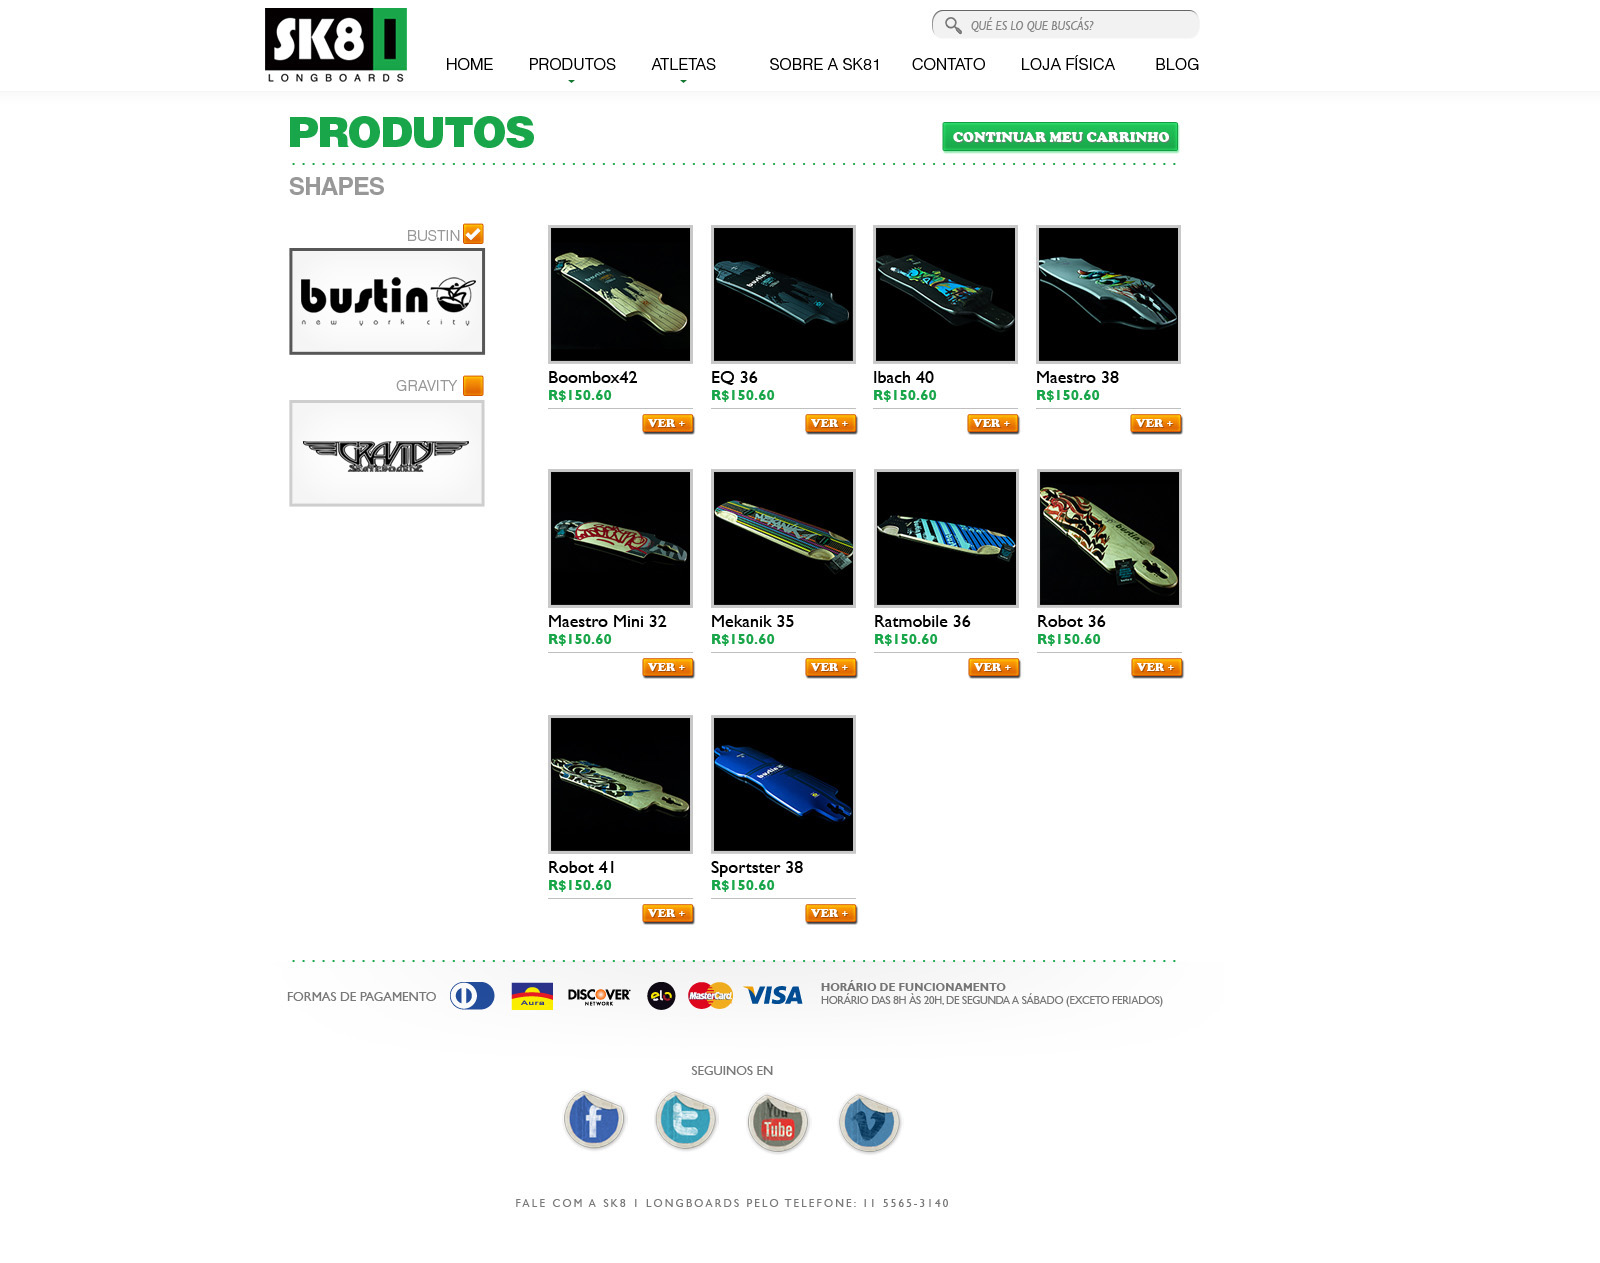 SK8 1
LONGBOARDS
QUÉ ES LO QUE BUSCÁS?
HOME PRODUTOS ATLETAS SOBRE A SK81 CONTATO LOJA FÍSICA BLOG
PRODUTOS
CONTINUAR MEU CARRINHO
SHAPES
BUSTIN
bustin
new york city
GRAVITY
GRAVITY
SKATEBOARDS
Boombox42 EQ 36 Ibach 40 Maestro 38
R$150.60 R$150.60 R$150.60 R$150.60
VER + VER + VER + VER +
MEKANIK
bustin
Maestro Mini 32 Mekanik 35 Ratmobile 36 Robot 36
R$150.60 R$150.60 R$150.60 R$150.60
VER + VER + VER + VER +
bustin
Robot 41 Sportster 38
R$150.60 R$150.60
VER + VER +
FORMAS DE PAGAMENTO
Aura
DISCOVER
NETWORK
elo
MasterCard
VISA
HORÁRIO DE FUNCIONAMENTO
HORÁRIO DAS 8H ÀS 20H, DE SEGUNDA A SÁBADO (EXCETO FERIADOS)
SEGUINOS EN
f
t
You
Tube
V
FALE COM A SK8 1 LONGBOARDS PELO TELEFONE: 11 5565-3140